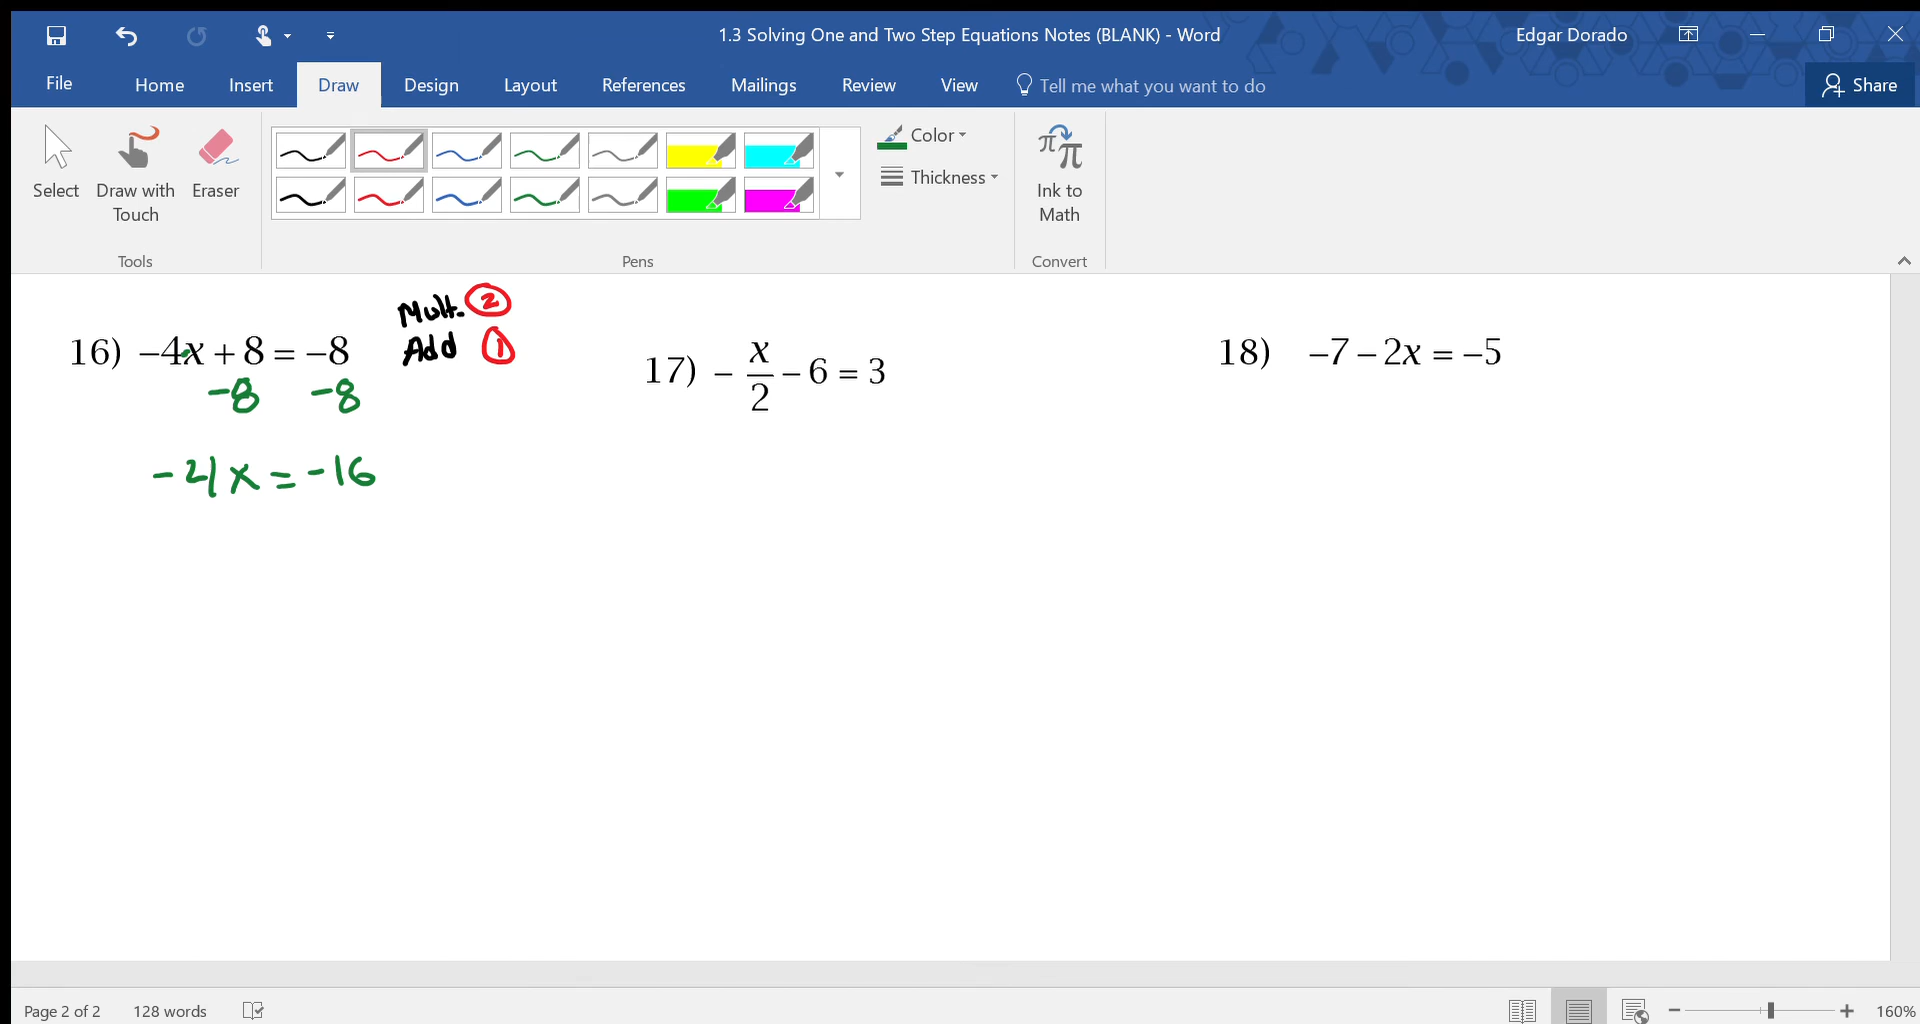 1.3 Solving One and Two Step Equations Notes (BLANK) - Word
Edgar Dorado
File Home Insert Draw Design Layout References Mailings Review View Tell me what you want to do Share
Select
Draw with Touch
Eraser
Tools
Pens
Color
Thickness
Ink to Math
Convert
Mult. ②
Add ①
16) −4x + 8 = −8
-8 -8
-4x = -16
17) − x/2 − 6 = 3
18) −7 − 2x = −5
Page 2 of 2 128 words 160%